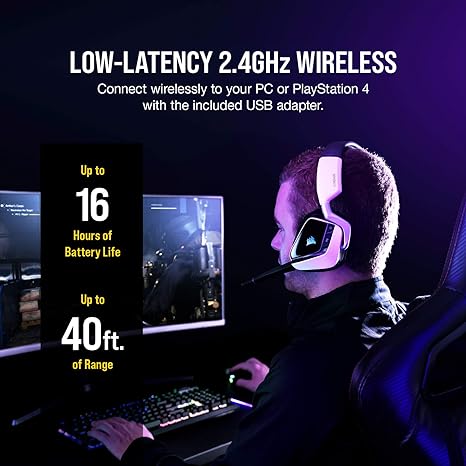 LOW-LATENCY 2.4GHz WIRELESS
Connect wirelessly to your PC or PlayStation 4
with the included USB adapter.
Up to
16
Hours of
Battery Life
Up to
40ft.
of Range